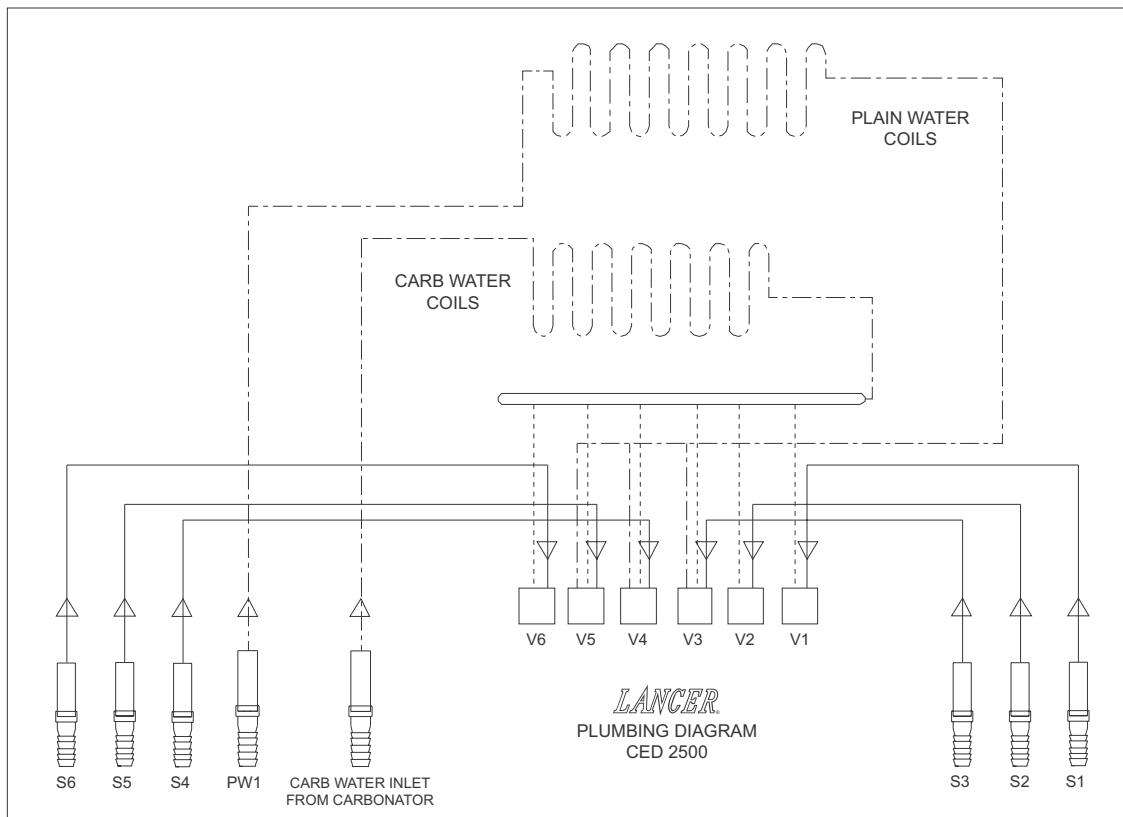 PLAIN WATER
COILS
CARB WATER
COILS
V6
V5
V4
V3
V2
V1
LANCER®
PLUMBING DIAGRAM
CED 2500
S6
S5
S4
PW1
CARB WATER INLET
FROM CARBONATOR
S3
S2
S1